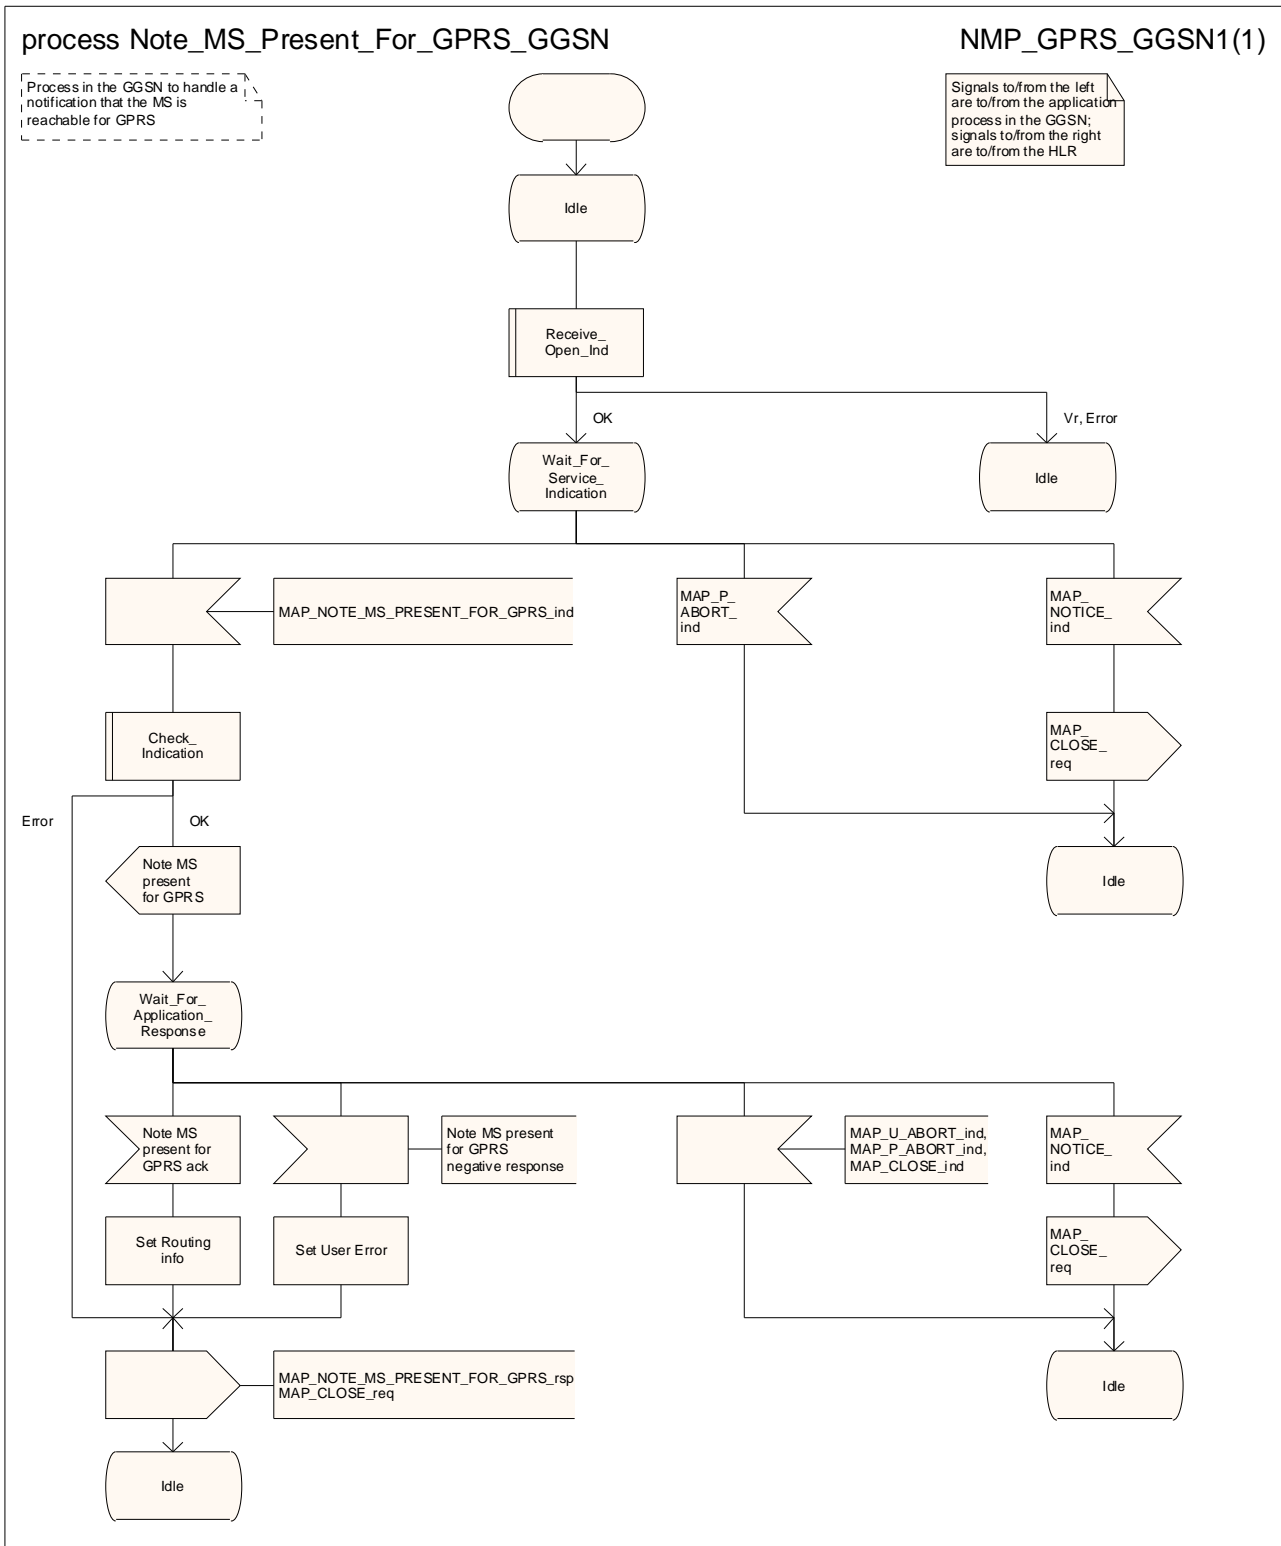 process Note_MS_Present_For_GPRS_GGSN
NMP_GPRS_GGSN1(1)
Process in the GGSN to handle a
notification that the MS is
reachable for GPRS
Signals to/from the left
are to/from the application
process in the GGSN;
signals to/from the right
are to/from the HLR
Idle
Receive_
Open_Ind
OK
Vr, Error
Wait_For_
Service_
Indication
Idle
MAP_NOTE_MS_PRESENT_FOR_GPRS_ind
MAP_P_
ABORT_
ind
MAP_
NOTICE_
ind
Check_
Indication
MAP_
CLOSE_
req
Error
OK
Note MS
present
for GPRS
Idle
Wait_For_
Application_
Response
Note MS
present for
GPRS ack
Note MS present
for GPRS
negative response
MAP_U_ABORT_ind,
MAP_P_ABORT_ind,
MAP_CLOSE_ind
MAP_
NOTICE_
ind
Set Routing
info
Set User Error
MAP_
CLOSE_
req
MAP_NOTE_MS_PRESENT_FOR_GPRS_rsp
MAP_CLOSE_req
Idle
Idle